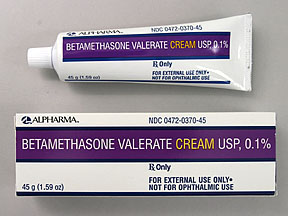 ALPHARMA. NDC 0472-0370-45
BETAMETHASONE VALERATE CREAM USP, 0.1%
℞ Only
45 g (1.59 oz)
FOR EXTERNAL USE ONLY•
NOT FOR OPHTHALMIC USE
ALPHARMA. NDC 0472-0370-45
BETAMETHASONE VALERATE CREAM USP, 0.1%
℞ Only
FOR EXTERNAL USE ONLY•
45 g (1.59 oz) NOT FOR OPHTHALMIC USE